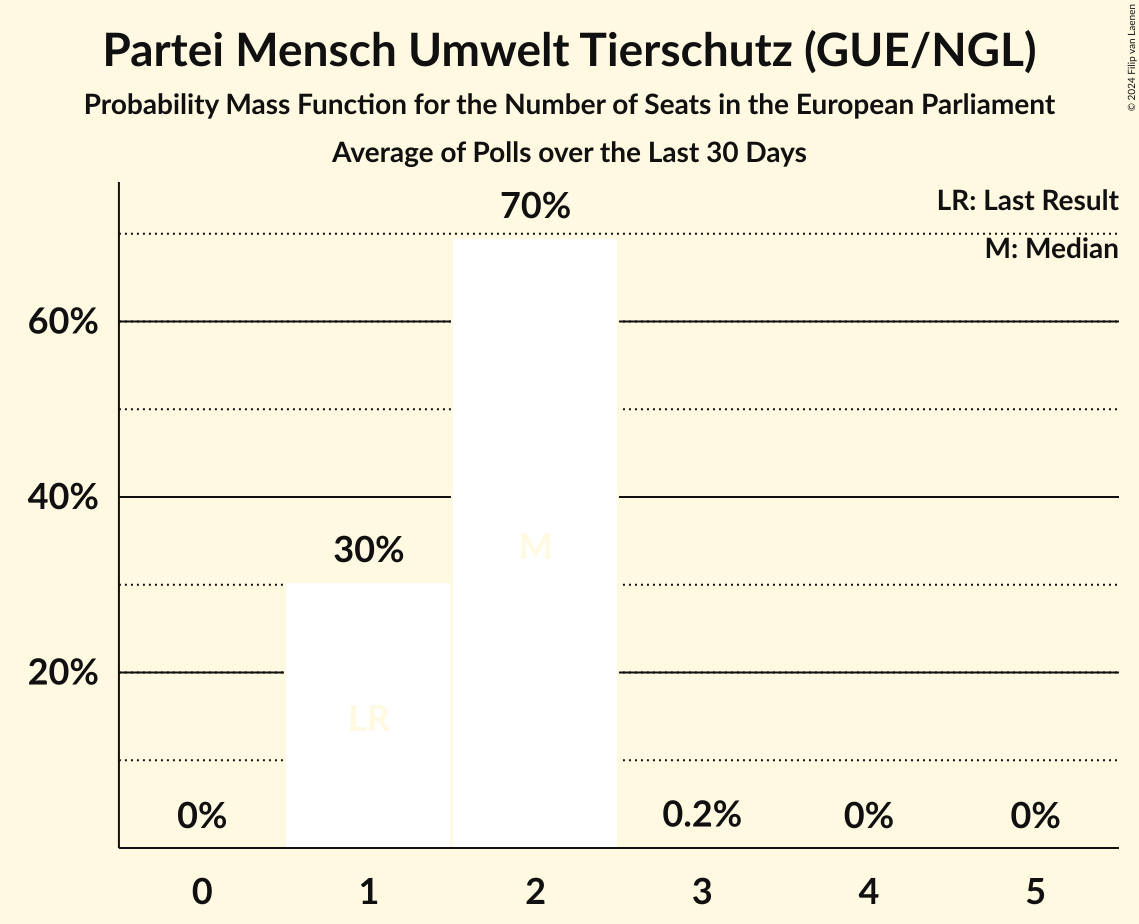 Partei Mensch Umwelt Tierschutz (GUE/NGL)
Probability Mass Function for the Number of Seats in the European Parliament
Average of Polls over the Last 30 Days
© 2024 Filip van Laenen
LR: Last Result
M: Median
70%
60%
40%
30%
M
20%
LR
0%
0.2%
0%
0%
0
1
2
3
4
5